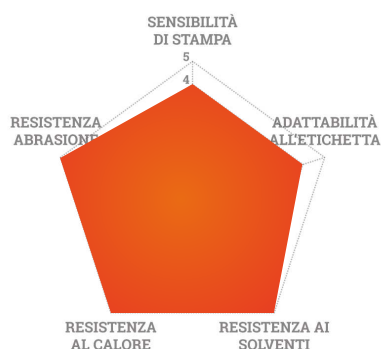 SENSIBILITÀ
DI STAMPA
5
4
RESISTENZA
ABRASIONE
ADATTABILITÀ
ALL'ETICHETTA
RESISTENZA
AL CALORE
RESISTENZA AI
SOLVENTI